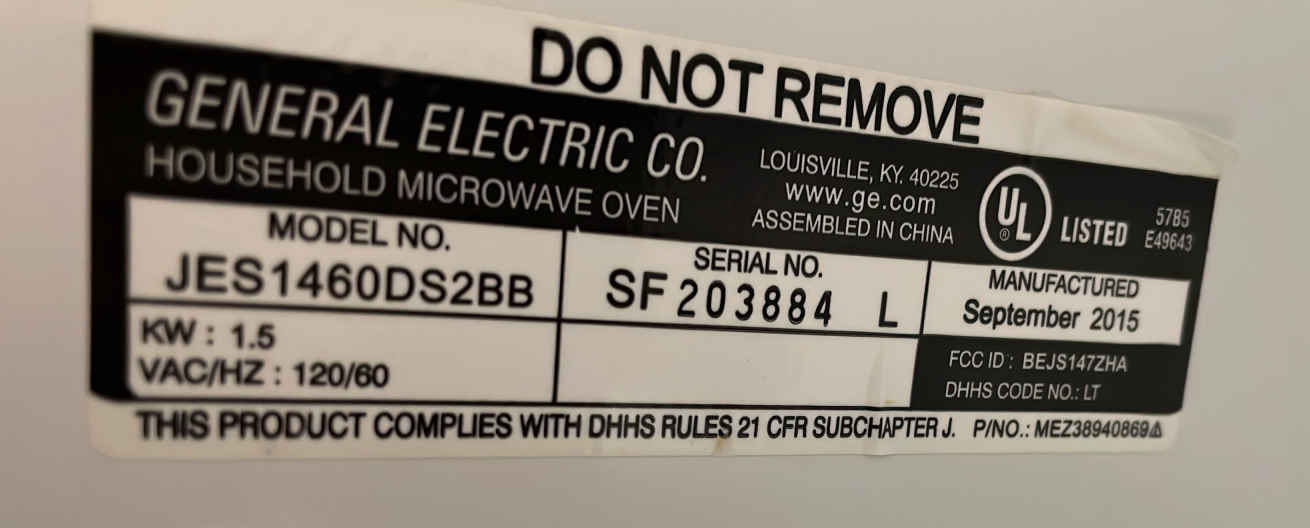 DO NOT REMOVE
GENERAL ELECTRIC CO.
HOUSEHOLD MICROWAVE OVEN
LOUISVILLE, KY. 40225
www.ge.com
ASSEMBLED IN CHINA
UL
®
LISTED
57B5
E49643
MODEL NO.
JES1460DS2BB
SERIAL NO.
SF 203884 L
MANUFACTURED
September 2015
KW : 1.5
VAC/HZ : 120/60
FCC ID : BEJS147ZHA
DHHS CODE NO.: LT
THIS PRODUCT COMPLIES WITH DHHS RULES 21 CFR SUBCHAPTER J. P/NO.: MEZ38940869